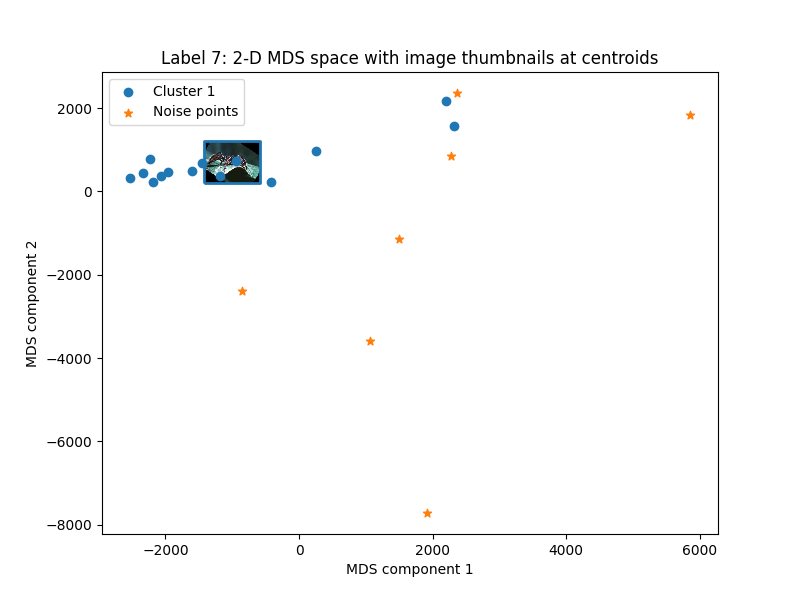 Label 7: 2-D MDS space with image thumbnails at centroids
Cluster 1
Noise points
2000
0
−2000
−4000
−6000
−8000
MDS component 2
−2000 0 2000 4000 6000
MDS component 1